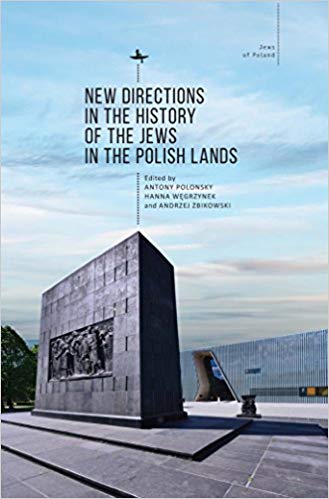 Jews
of Poland
NEW DIRECTIONS
IN THE HISTORY
OF THE JEWS
IN THE POLISH LANDS
Edited by
ANTONY POLONSKY
HANNA WĘGRZYNEK
and ANDRZEJ ŻBIKOWSKI